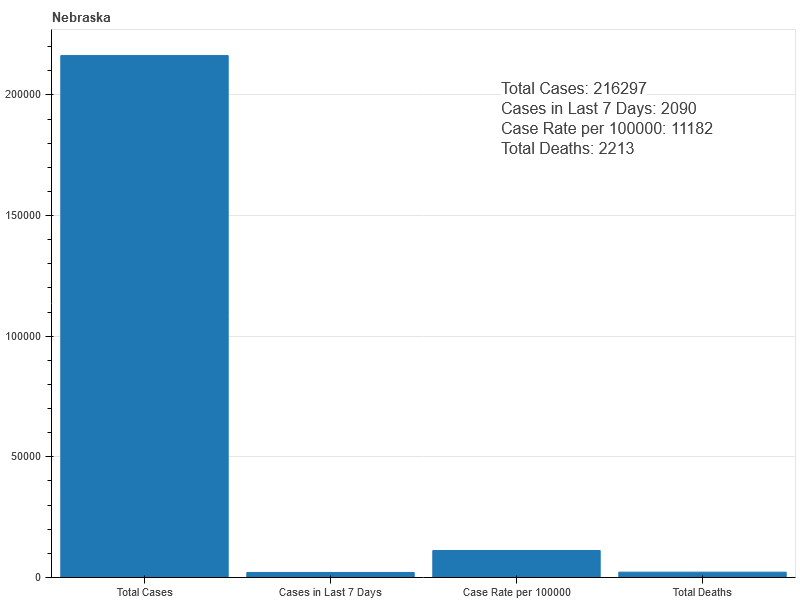 Nebraska
Total Cases: 216297
Cases in Last 7 Days: 2090
Case Rate per 100000: 11182
Total Deaths: 2213
200000
150000
100000
50000
0
Total Cases
Cases in Last 7 Days
Case Rate per 100000
Total Deaths